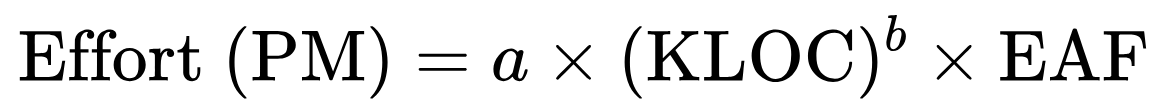 Effort (PM) = a × (KLOC)^b × EAF